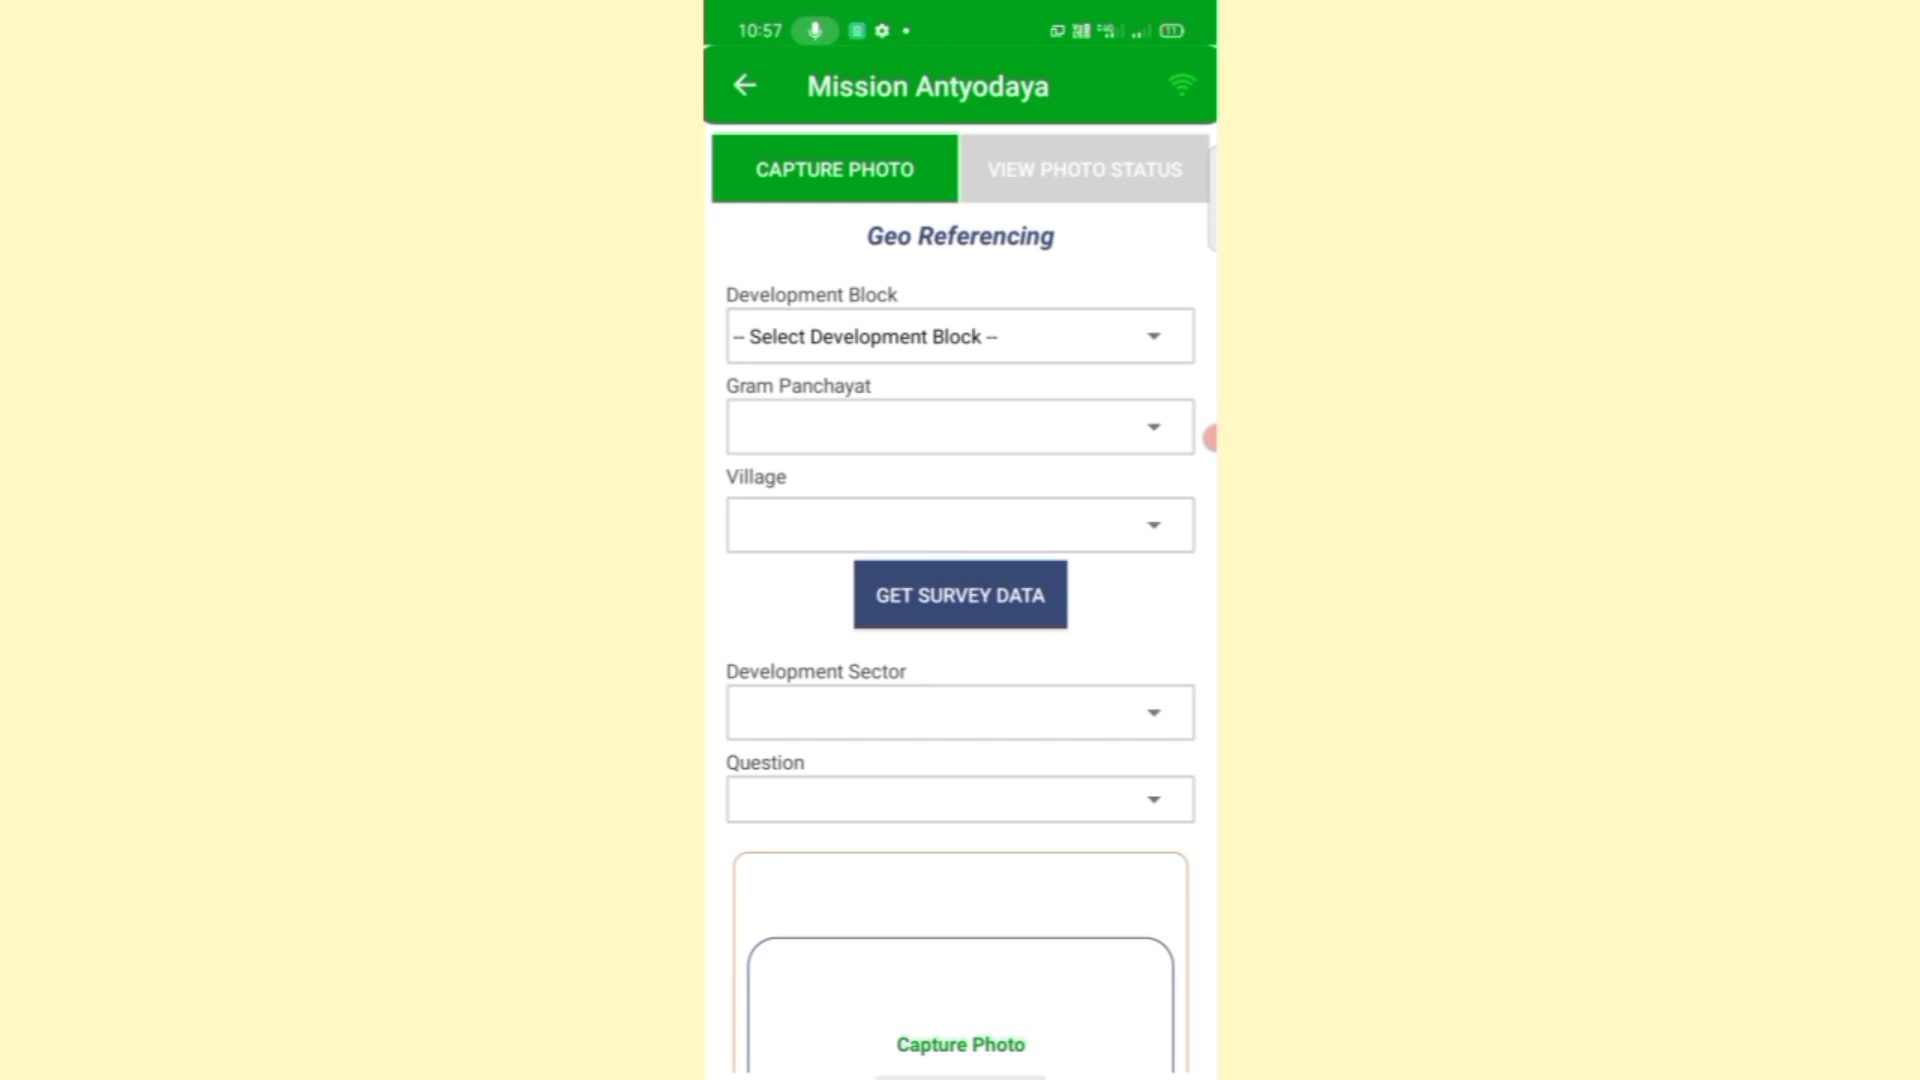 10:57
Mission Antyodaya
CAPTURE PHOTO
VIEW PHOTO STATUS
Geo Referencing
Development Block
-- Select Development Block --
Gram Panchayat
Village
GET SURVEY DATA
Development Sector
Question
Capture Photo